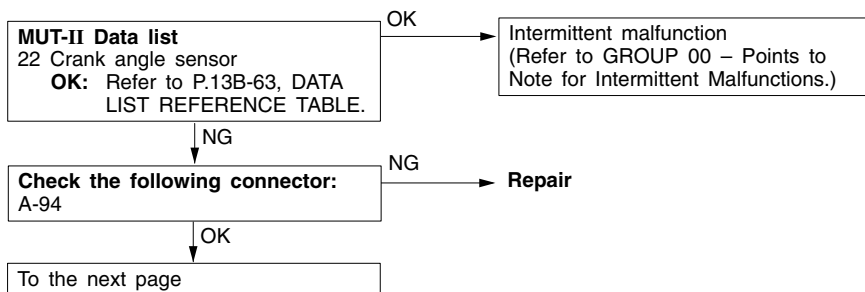 MUT-II Data list
22 Crank angle sensor
OK: Refer to P.13B-63, DATA
LIST REFERENCE TABLE.
OK
Intermittent malfunction
(Refer to GROUP 00 – Points to
Note for Intermittent Malfunctions.)
NG
Check the following connector:
A-94
NG
Repair
OK
To the next page